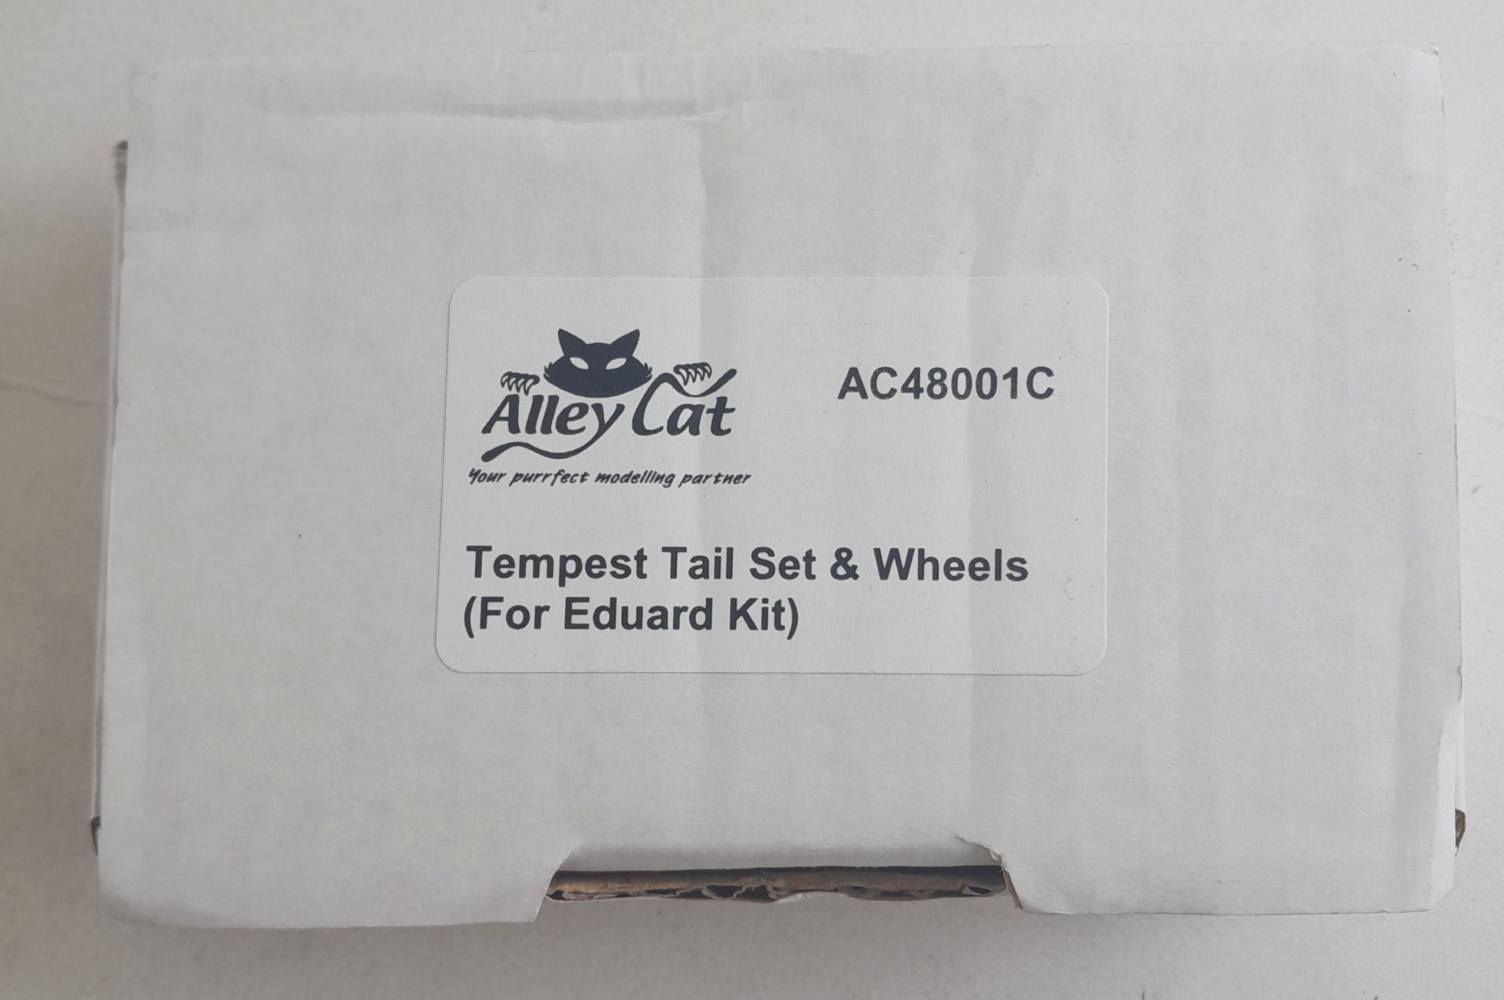 Alley Cat
AC48001C
Your purrfect modelling partner
Tempest Tail Set & Wheels
(For Eduard Kit)